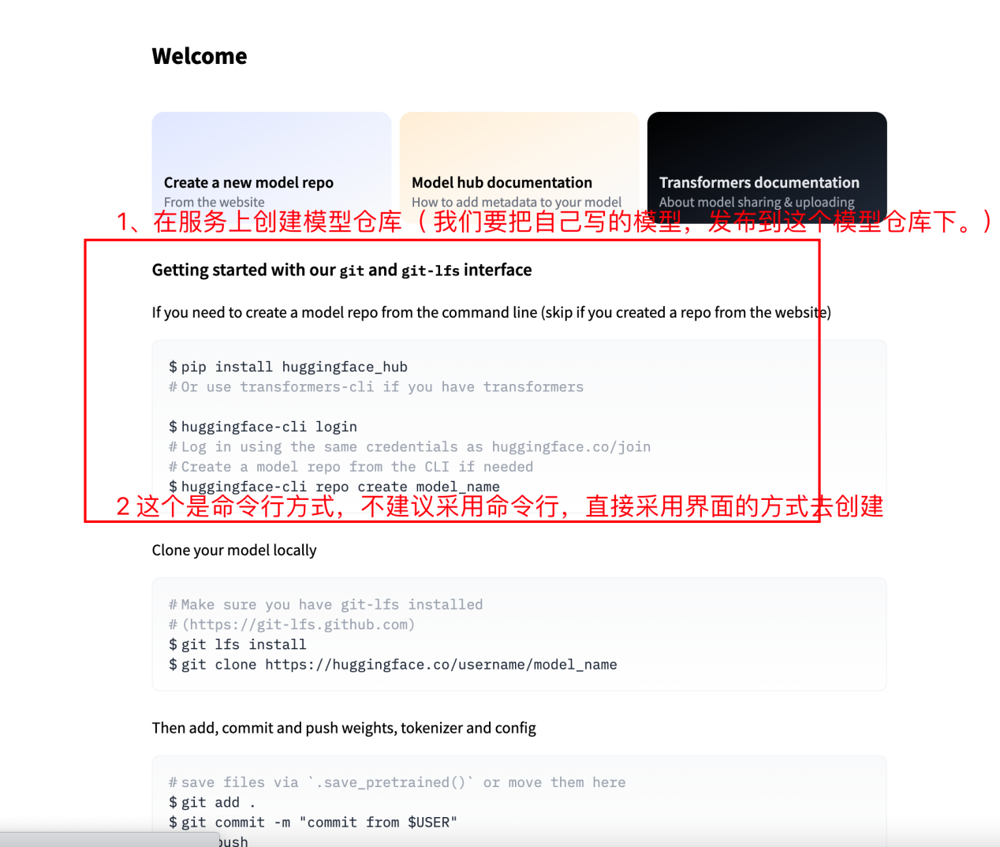 Welcome
Create a new model repo
From the website
Model hub documentation
How to add metadata to your model
Transformers documentation
About model sharing & uploading
1、在服务上创建模型仓库（我们要把自己写的模型，发布到这个模型仓库下。）
Getting started with our git and git-lfs interface
If you need to create a model repo from the command line (skip if you created a repo from the website)
$ pip install huggingface_hub
# Or use transformers-cli if you have transformers
$ huggingface-cli login
# Log in using the same credentials as huggingface.co/join
# Create a model repo from the CLI if needed
$ huggingface-cli repo create model_name
2 这个是命令行方式，不建议采用命令行，直接采用界面的方式去创建
Clone your model locally
# Make sure you have git-lfs installed
# (https://git-lfs.github.com)
$ git lfs install
$ git clone https://huggingface.co/username/model_name
Then add, commit and push weights, tokenizer and config
# save files via `.save_pretrained()` or move them here
$ git add .
$ git commit -m "commit from $USER"
push